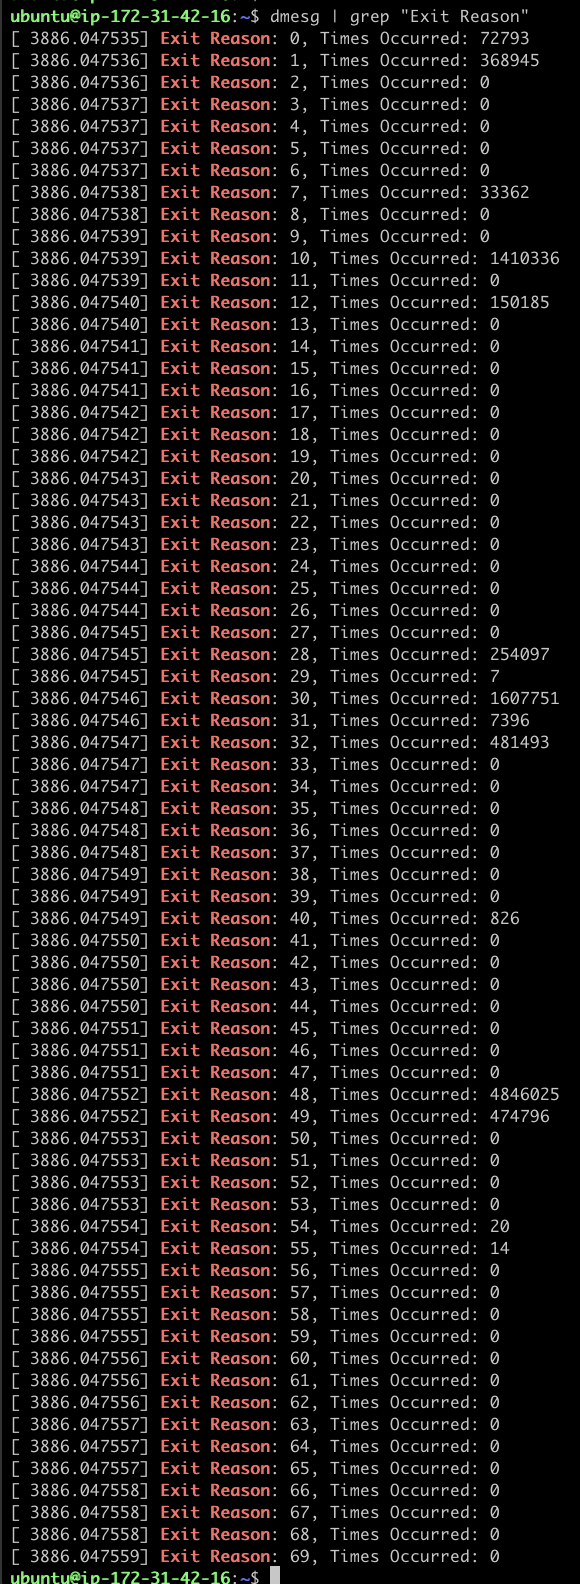 ubuntu@ip-172-31-42-16:~$ dmesg | grep "Exit Reason"
[ 3886.047535] Exit Reason: 0, Times Occurred: 72793
[ 3886.047536] Exit Reason: 1, Times Occurred: 368945
[ 3886.047536] Exit Reason: 2, Times Occurred: 0
[ 3886.047537] Exit Reason: 3, Times Occurred: 0
[ 3886.047537] Exit Reason: 4, Times Occurred: 0
[ 3886.047537] Exit Reason: 5, Times Occurred: 0
[ 3886.047537] Exit Reason: 6, Times Occurred: 0
[ 3886.047538] Exit Reason: 7, Times Occurred: 33362
[ 3886.047538] Exit Reason: 8, Times Occurred: 0
[ 3886.047539] Exit Reason: 9, Times Occurred: 0
[ 3886.047539] Exit Reason: 10, Times Occurred: 1410336
[ 3886.047539] Exit Reason: 11, Times Occurred: 0
[ 3886.047540] Exit Reason: 12, Times Occurred: 150185
[ 3886.047540] Exit Reason: 13, Times Occurred: 0
[ 3886.047541] Exit Reason: 14, Times Occurred: 0
[ 3886.047541] Exit Reason: 15, Times Occurred: 0
[ 3886.047541] Exit Reason: 16, Times Occurred: 0
[ 3886.047542] Exit Reason: 17, Times Occurred: 0
[ 3886.047542] Exit Reason: 18, Times Occurred: 0
[ 3886.047542] Exit Reason: 19, Times Occurred: 0
[ 3886.047543] Exit Reason: 20, Times Occurred: 0
[ 3886.047543] Exit Reason: 21, Times Occurred: 0
[ 3886.047543] Exit Reason: 22, Times Occurred: 0
[ 3886.047543] Exit Reason: 23, Times Occurred: 0
[ 3886.047544] Exit Reason: 24, Times Occurred: 0
[ 3886.047544] Exit Reason: 25, Times Occurred: 0
[ 3886.047544] Exit Reason: 26, Times Occurred: 0
[ 3886.047545] Exit Reason: 27, Times Occurred: 0
[ 3886.047545] Exit Reason: 28, Times Occurred: 254097
[ 3886.047545] Exit Reason: 29, Times Occurred: 7
[ 3886.047546] Exit Reason: 30, Times Occurred: 1607751
[ 3886.047546] Exit Reason: 31, Times Occurred: 7396
[ 3886.047547] Exit Reason: 32, Times Occurred: 481493
[ 3886.047547] Exit Reason: 33, Times Occurred: 0
[ 3886.047547] Exit Reason: 34, Times Occurred: 0
[ 3886.047548] Exit Reason: 35, Times Occurred: 0
[ 3886.047548] Exit Reason: 36, Times Occurred: 0
[ 3886.047548] Exit Reason: 37, Times Occurred: 0
[ 3886.047549] Exit Reason: 38, Times Occurred: 0
[ 3886.047549] Exit Reason: 39, Times Occurred: 0
[ 3886.047549] Exit Reason: 40, Times Occurred: 826
[ 3886.047550] Exit Reason: 41, Times Occurred: 0
[ 3886.047550] Exit Reason: 42, Times Occurred: 0
[ 3886.047550] Exit Reason: 43, Times Occurred: 0
[ 3886.047550] Exit Reason: 44, Times Occurred: 0
[ 3886.047551] Exit Reason: 45, Times Occurred: 0
[ 3886.047551] Exit Reason: 46, Times Occurred: 0
[ 3886.047551] Exit Reason: 47, Times Occurred: 0
[ 3886.047552] Exit Reason: 48, Times Occurred: 4846025
[ 3886.047552] Exit Reason: 49, Times Occurred: 474796
[ 3886.047553] Exit Reason: 50, Times Occurred: 0
[ 3886.047553] Exit Reason: 51, Times Occurred: 0
[ 3886.047553] Exit Reason: 52, Times Occurred: 0
[ 3886.047553] Exit Reason: 53, Times Occurred: 0
[ 3886.047554] Exit Reason: 54, Times Occurred: 20
[ 3886.047554] Exit Reason: 55, Times Occurred: 14
[ 3886.047555] Exit Reason: 56, Times Occurred: 0
[ 3886.047555] Exit Reason: 57, Times Occurred: 0
[ 3886.047555] Exit Reason: 58, Times Occurred: 0
[ 3886.047555] Exit Reason: 59, Times Occurred: 0
[ 3886.047556] Exit Reason: 60, Times Occurred: 0
[ 3886.047556] Exit Reason: 61, Times Occurred: 0
[ 3886.047556] Exit Reason: 62, Times Occurred: 0
[ 3886.047557] Exit Reason: 63, Times Occurred: 0
[ 3886.047557] Exit Reason: 64, Times Occurred: 0
[ 3886.047557] Exit Reason: 65, Times Occurred: 0
[ 3886.047558] Exit Reason: 66, Times Occurred: 0
[ 3886.047558] Exit Reason: 67, Times Occurred: 0
[ 3886.047558] Exit Reason: 68, Times Occurred: 0
[ 3886.047559] Exit Reason: 69, Times Occurred: 0
ubuntu@ip-172-31-42-16:~$